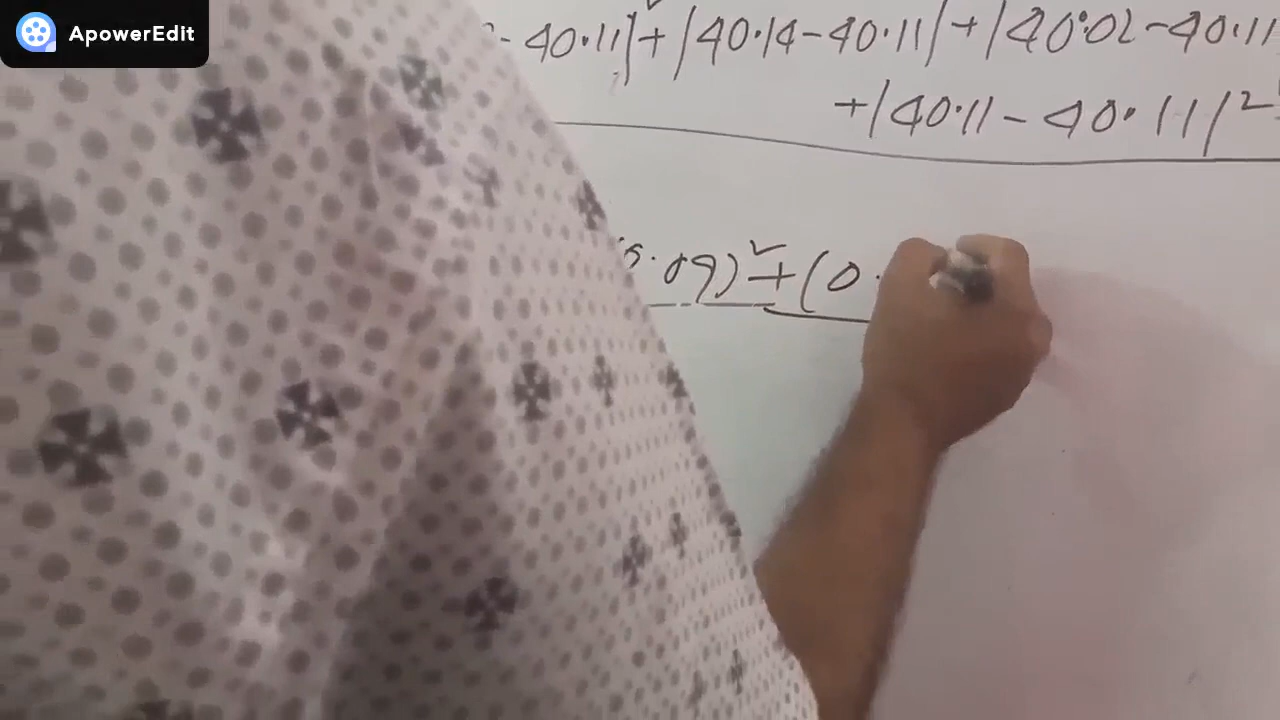 ApowerEdit
- 40.11|+ |40.14-40.11| + |40.02-40.11
+|40.11 - 40.11|²
.09)² + (0.